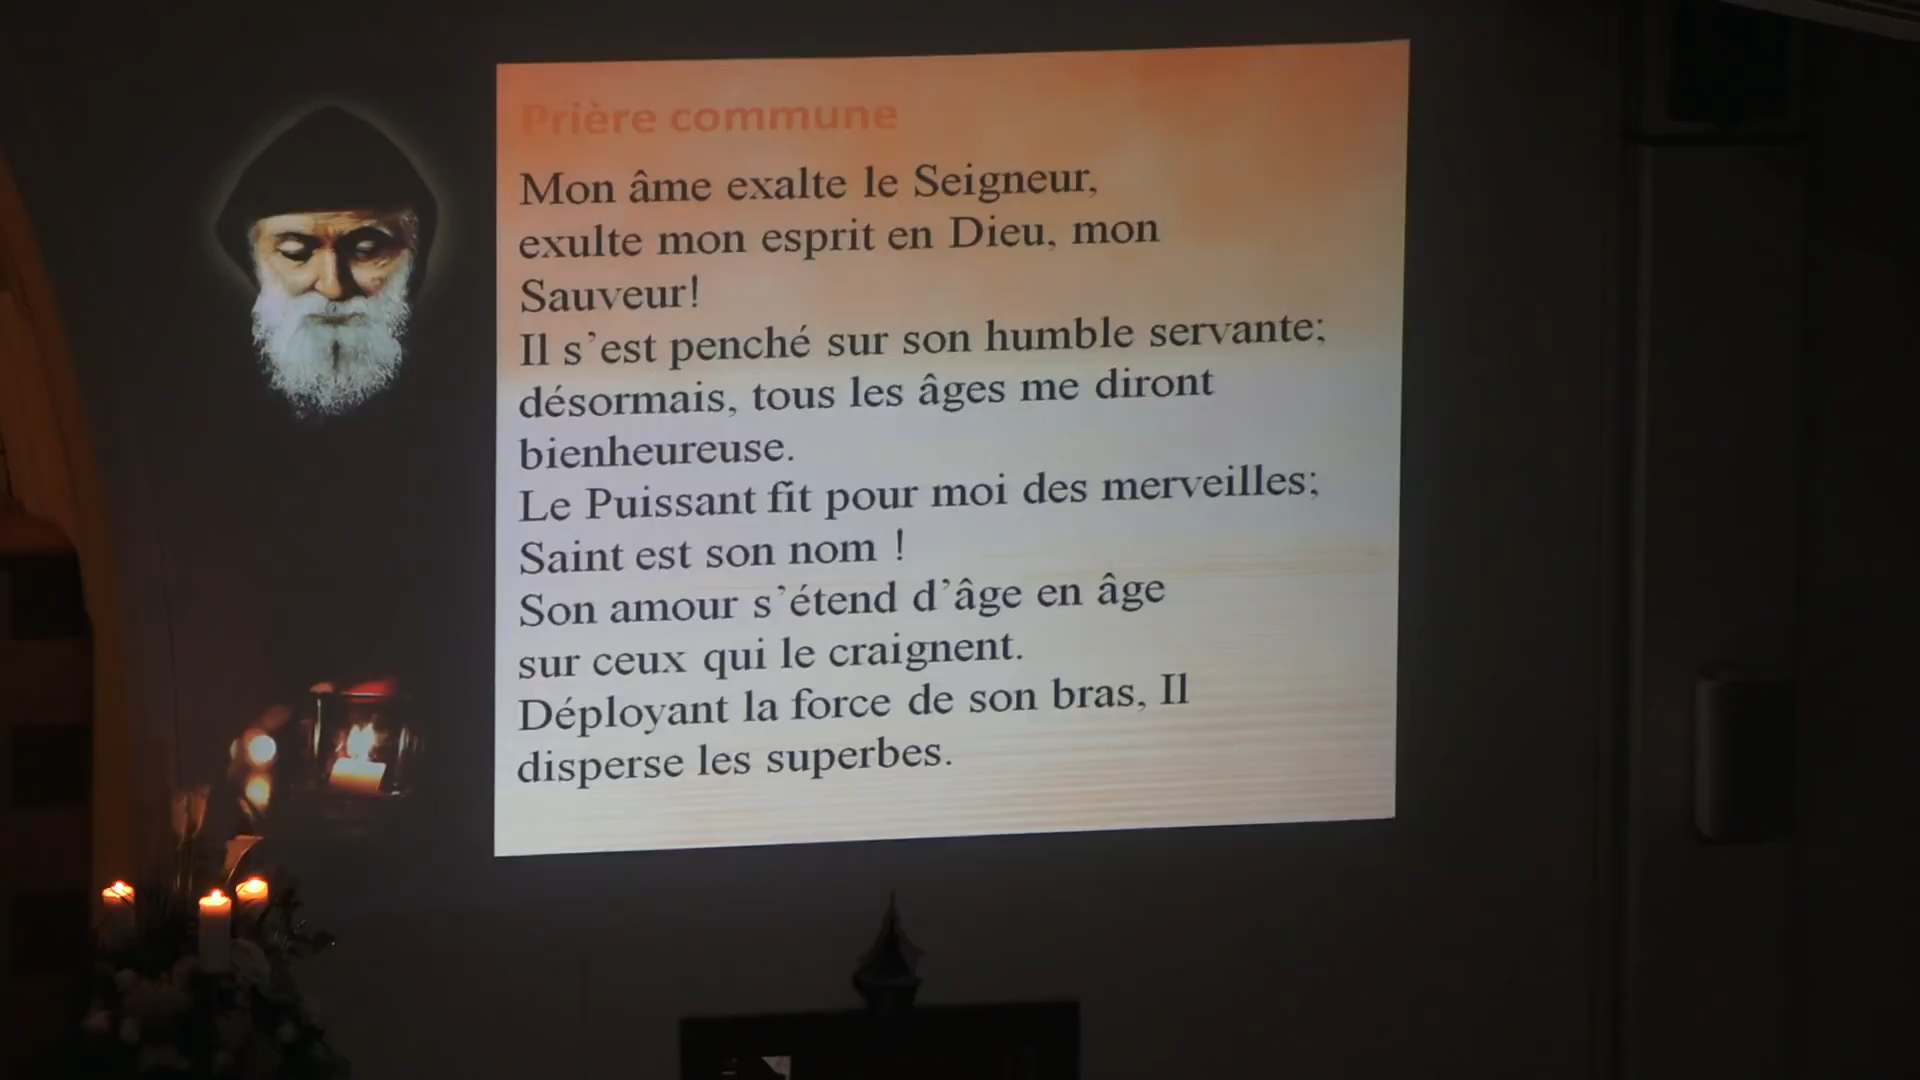 Prière commune
Mon âme exalte le Seigneur,
exulte mon esprit en Dieu, mon
Sauveur!
Il s’est penché sur son humble servante;
désormais, tous les âges me diront
bienheureuse.
Le Puissant fit pour moi des merveilles;
Saint est son nom !
Son amour s’étend d’âge en âge
sur ceux qui le craignent.
Déployant la force de son bras, Il
disperse les superbes.